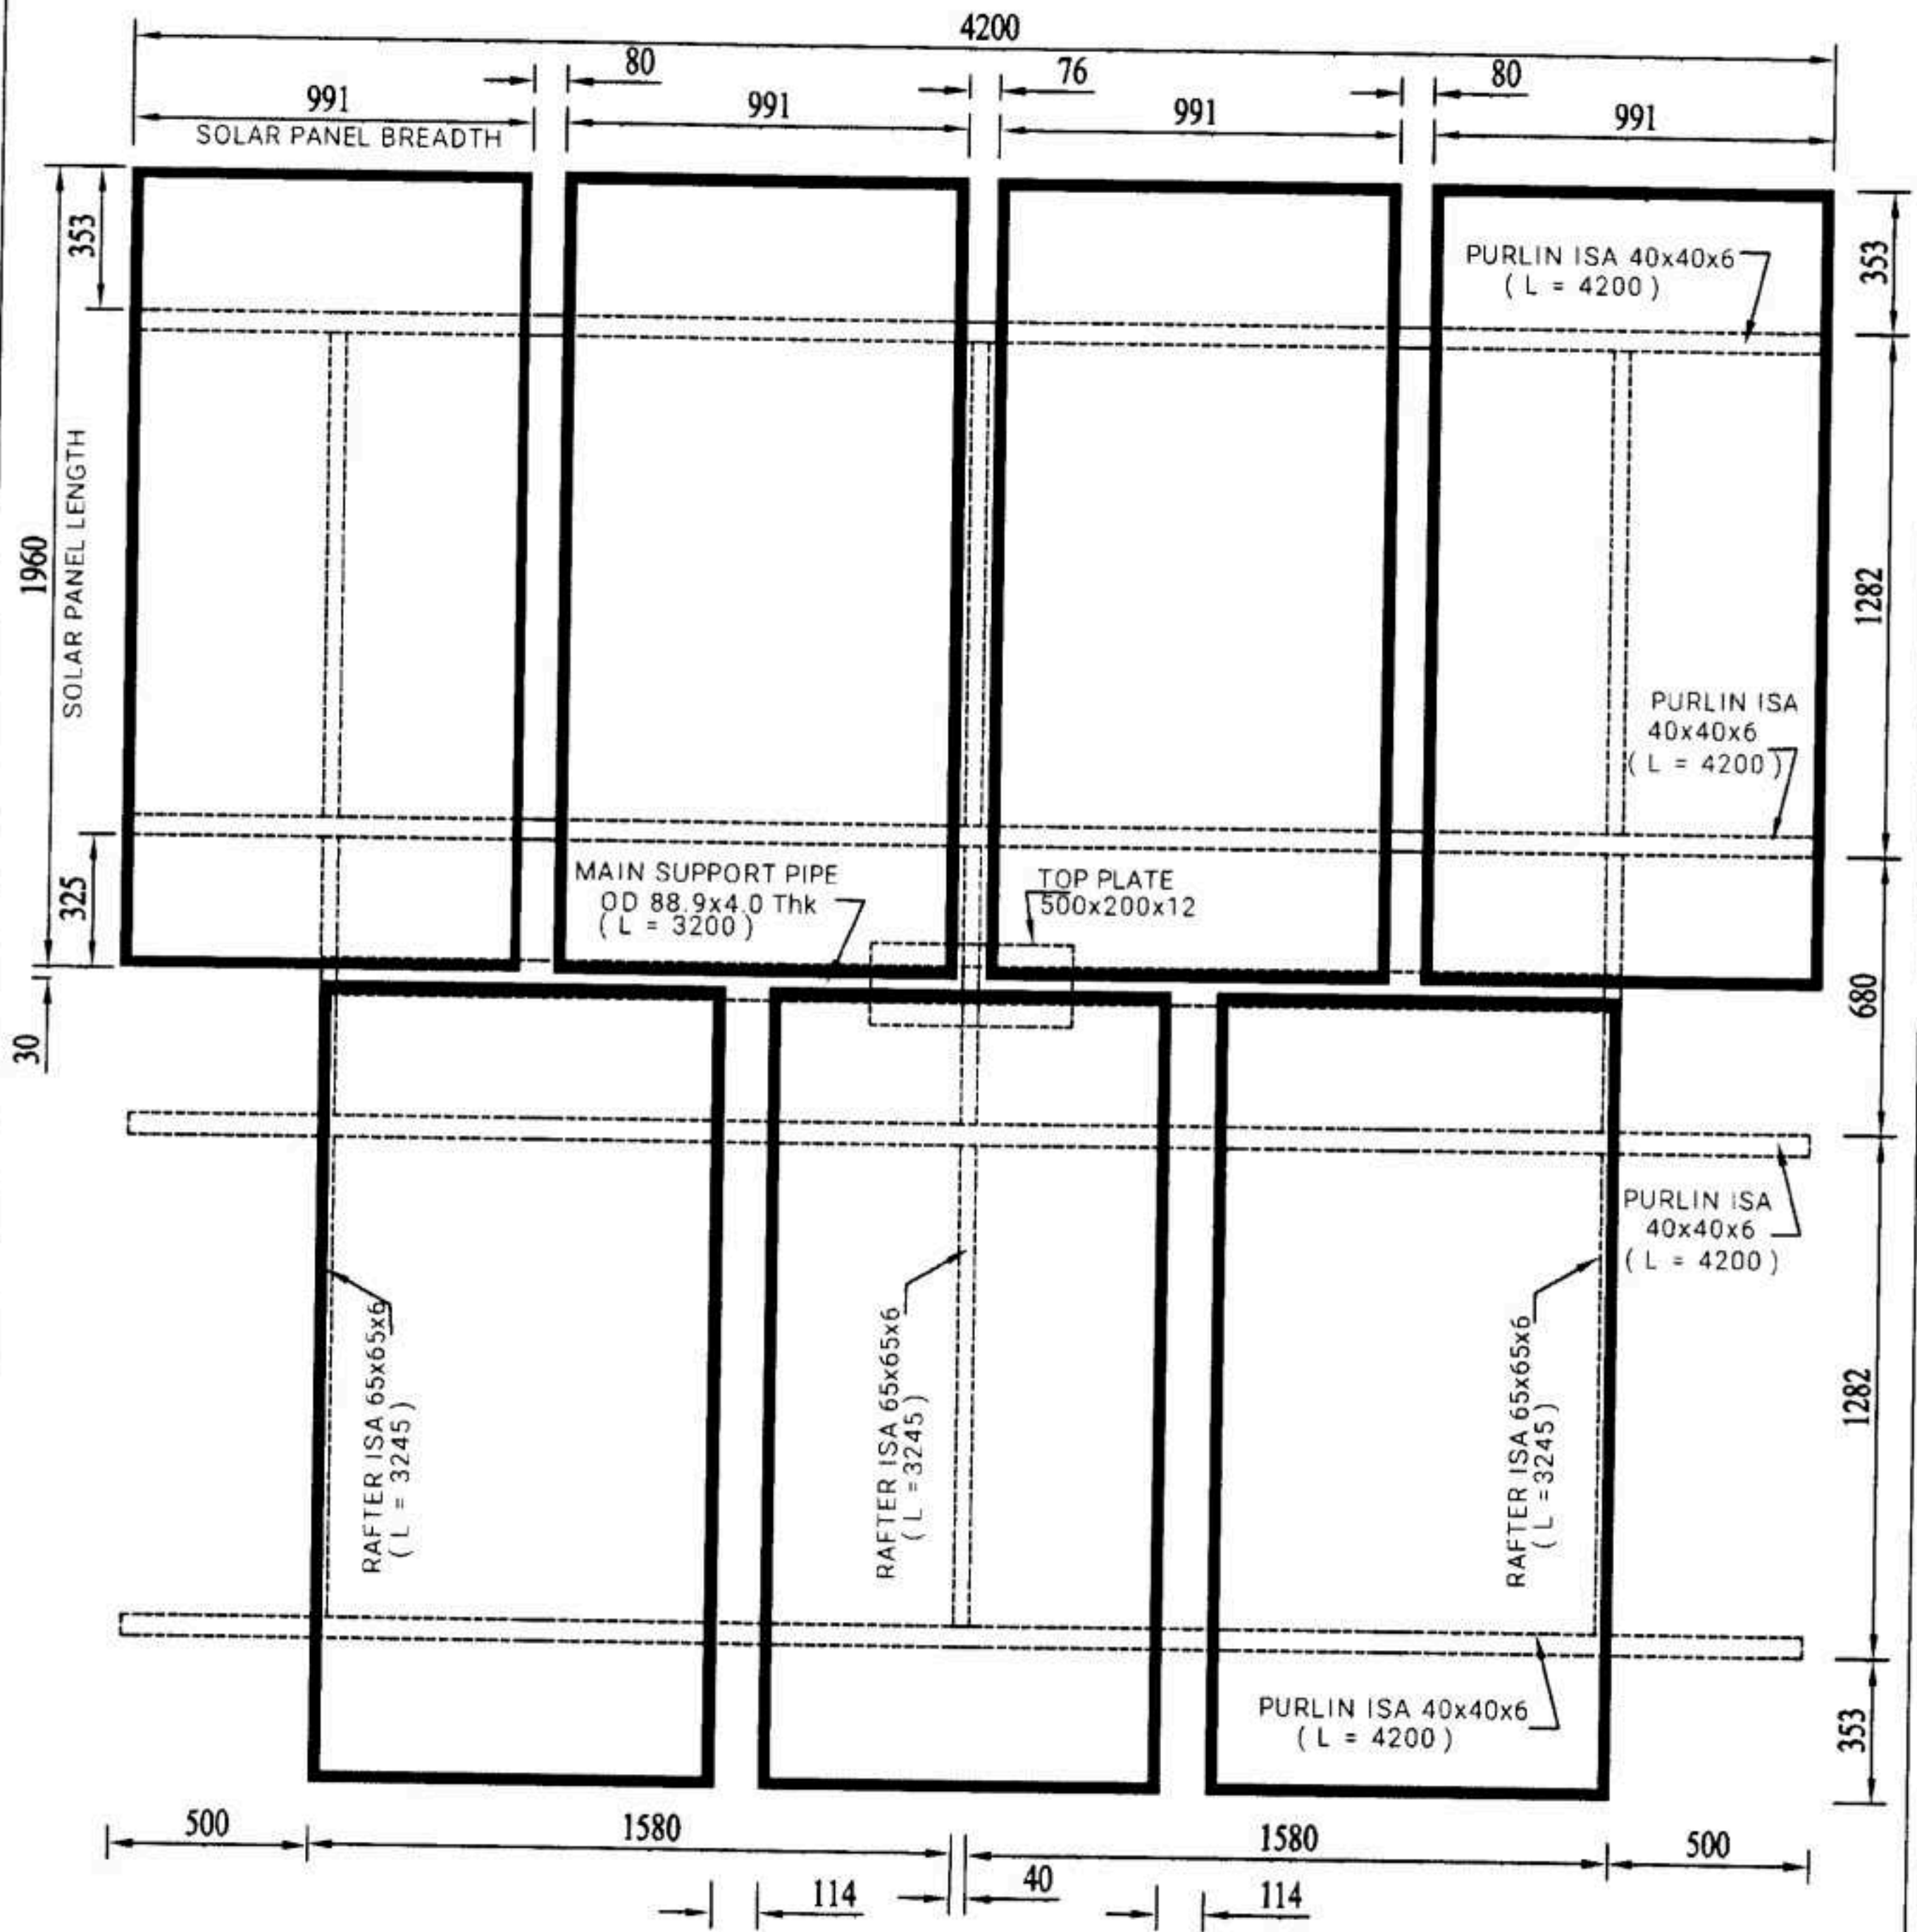 4200
80
76
80
991
991
991
991
SOLAR PANEL BREADTH
353
353
PURLIN ISA 40x40x6
( L = 4200 )
1960
SOLAR PANEL LENGTH
1282
PURLIN ISA
40x40x6
( L = 4200 )
325
MAIN SUPPORT PIPE
OD 88.9x4.0 Thk
( L = 3200 )
TOP PLATE
500x200x12
30
680
PURLIN ISA
40x40x6
( L = 4200 )
RAFTER ISA 65x65x6
( L = 3245 )
RAFTER ISA 65x65x6
( L =3245 )
RAFTER ISA 65x65x6
( L =3245 )
1282
PURLIN ISA 40x40x6
( L = 4200 )
353
500
1580
1580
500
114
40
114